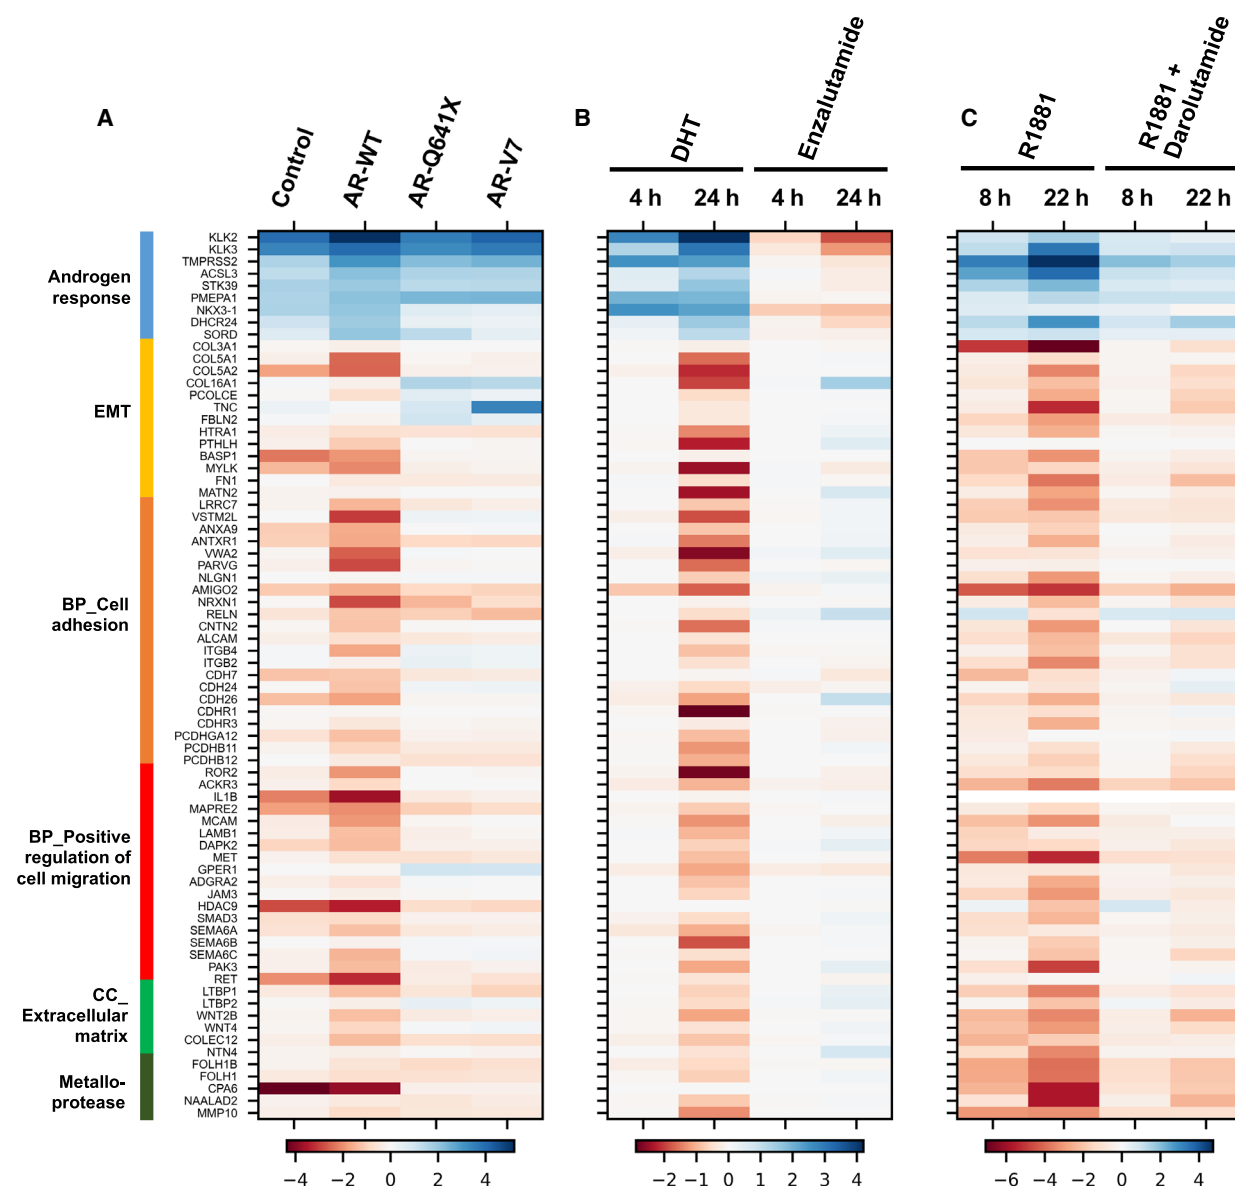 A
B
C
Control
AR-WT
AR-Q641X
AR-V7
DHT
Enzalutamide
R1881
R1881 +
Darolutamide
4 h
24 h
4 h
24 h
8 h
22 h
8 h
22 h
Androgen
response
EMT
BP_Cell
adhesion
BP_Positive
regulation of
cell migration
CC_
Extracellular
matrix
Metallo-
protease
KLK2
KLK3
TMPRSS2
ACSL3
STK39
PMEPA1
NKX3-1
DHCR24
SORD
COL3A1
COL5A1
COL5A2
COL16A1
PCOLCE
TNC
FBLN2
HTRA1
PTHLH
BASP1
MYLK
FN1
MATN2
LRRC7
VSTM2L
ANXA9
ANTXR1
VWA2
PARVG
NLGN1
AMIGO2
NRXN1
RELN
CNTN2
ALCAM
ITGB4
ITGB2
CDH7
CDH24
CDH26
CDHR1
CDHR3
PCDHGA12
PCDHB11
PCDHB12
ROR2
ACKR3
IL1B
MAPRE2
MCAM
LAMB1
DAPK2
MET
GPER1
ADGRA2
JAM3
HDAC9
SMAD3
SEMA6A
SEMA6B
SEMA6C
PAK3
RET
LTBP1
LTBP2
WNT2B
WNT4
COLEC12
NTN4
FOLH1B
FOLH1
CPA6
NAALAD2
MMP10
−4 −2 0 2 4
−2 −1 0 1 2 3 4
−6 −4 −2 0 2 4